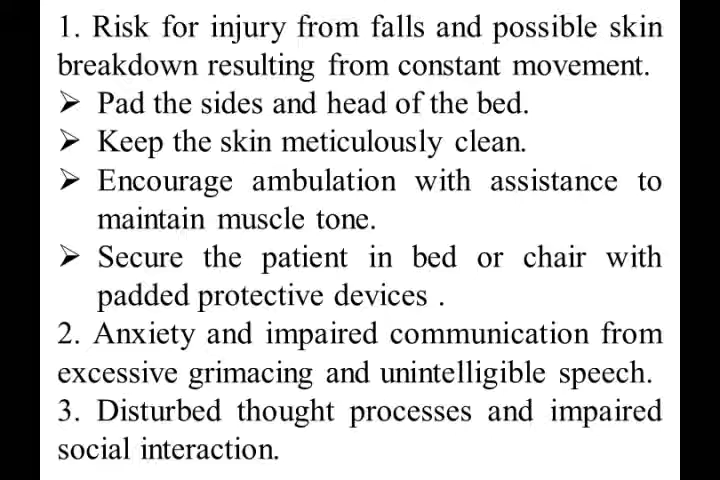 1. Risk for injury from falls and possible skin
breakdown resulting from constant movement.
➢ Pad the sides and head of the bed.
➢ Keep the skin meticulously clean.
➢ Encourage ambulation with assistance to
maintain muscle tone.
➢ Secure the patient in bed or chair with
padded protective devices .
2. Anxiety and impaired communication from
excessive grimacing and unintelligible speech.
3. Disturbed thought processes and impaired
social interaction.